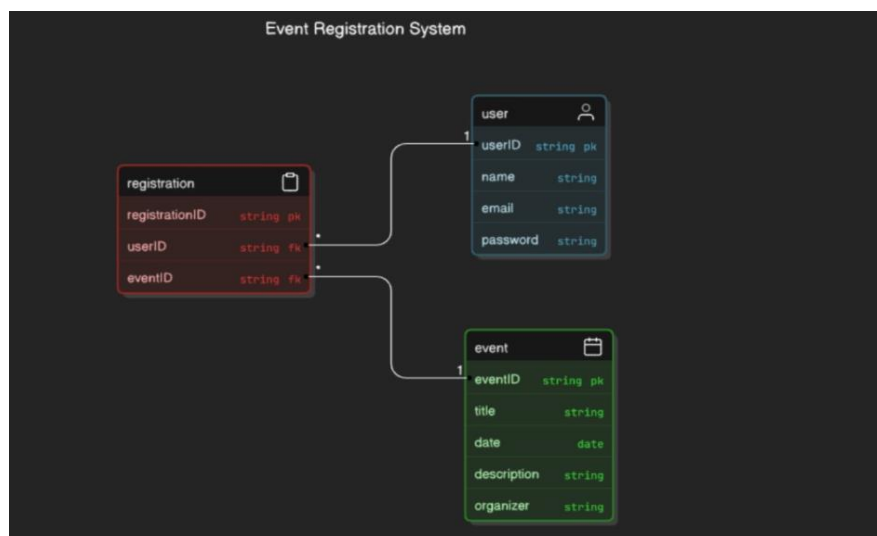 Event Registration System
user
1
userID string pk
name string
email string
password string
registration
registrationID string pk
userID string fk *
eventID string fk *
event
1
eventID string pk
title string
date date
description string
organizer string